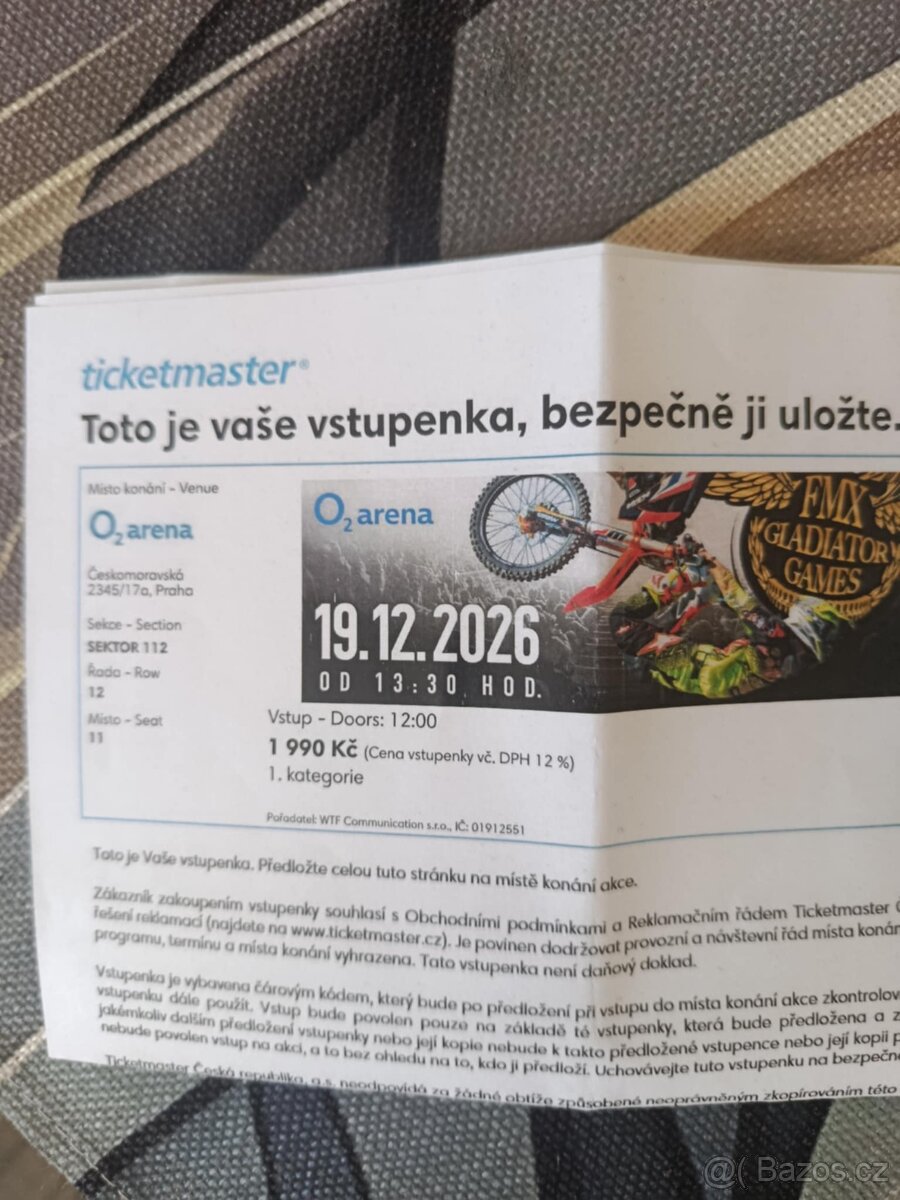 ticketmaster®
Toto je vaše vstupenka, bezpečně ji uložte.
Místo konání - Venue
O2 arena
Českomoravská
2345/17a, Praha
Sekce - Section
SEKTOR 112
Řada - Row
12
Místo - Seat
11
O2 arena
FMX
GLADIATOR
GAMES
19.12.2026
OD 13:30 HOD.
Vstup - Doors: 12:00
1 990 Kč (Cena vstupenky vč. DPH 12 %)
1. kategorie
Pořadatel: WTF Communication s.r.o., IČ: 01912551
Toto je Vaše vstupenka. Předložte celou tuto stránku na místě konání akce.
Zákazník zakoupením vstupenky souhlasí s Obchodními podmínkami a Reklamačním řádem Ticketmaster
řešení reklamací (najdete na www.ticketmaster.cz). Je povinen dodržovat provozní a návštevní řád místa konán
programu, termínu a místa konání vyhrazena. Tato vstupenka není daňový doklad.
Vstupenka je vybavena čárovým kódem, který bude po předložení při vstupu do místa konání akce zkontrolov
vstupenku dále použít. Vstup bude povolen pouze na základě té vstupenky, která bude předložena a z
jakémkoliv dalším předložení vstupenky nebo její kopie nebude k takto předložené vstupence nebo její kopii p
nebude povolen vstup na akci, a to bez ohledu na to, kdo ji předloží. Uchovávejte tuto vstupenku na bezpečné
Ticketmaster Česká republika, a.s. neodpovídá za žádné obtíže způsobené neoprávněným zkopírováním této
@( Bazos.cz